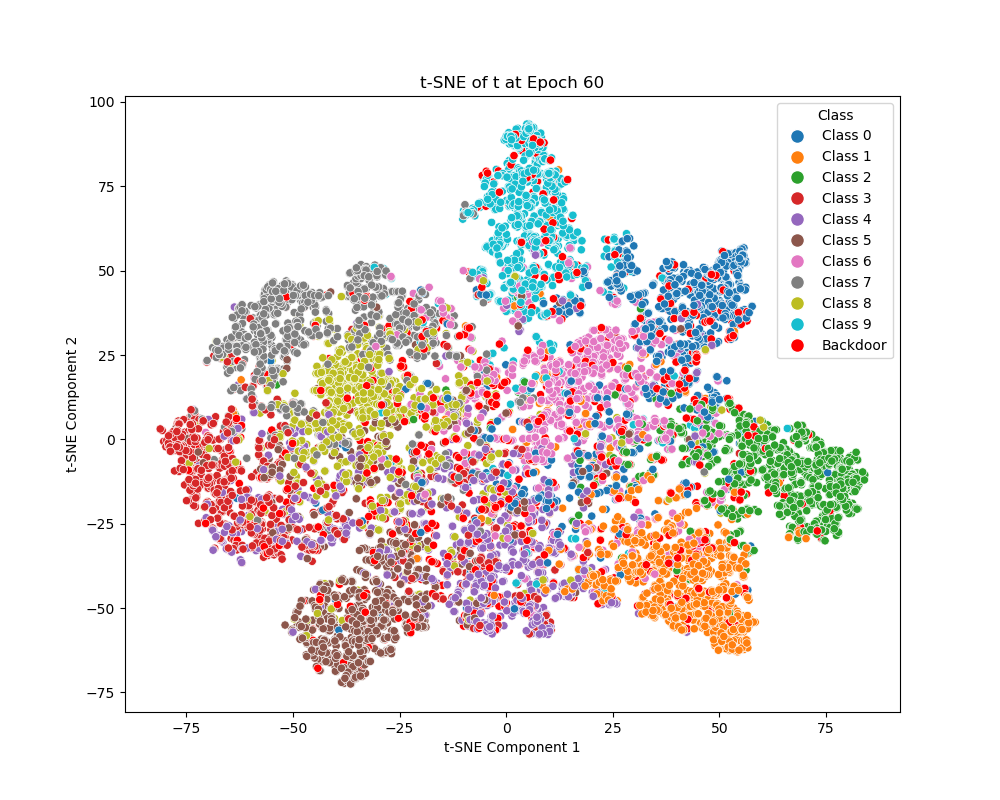 t-SNE of t at Epoch 60
t-SNE Component 2
100
75
50
25
0
−25
−50
−75
−75
−50
−25
0
25
50
75
t-SNE Component 1
Class
Class 0
Class 1
Class 2
Class 3
Class 4
Class 5
Class 6
Class 7
Class 8
Class 9
Backdoor